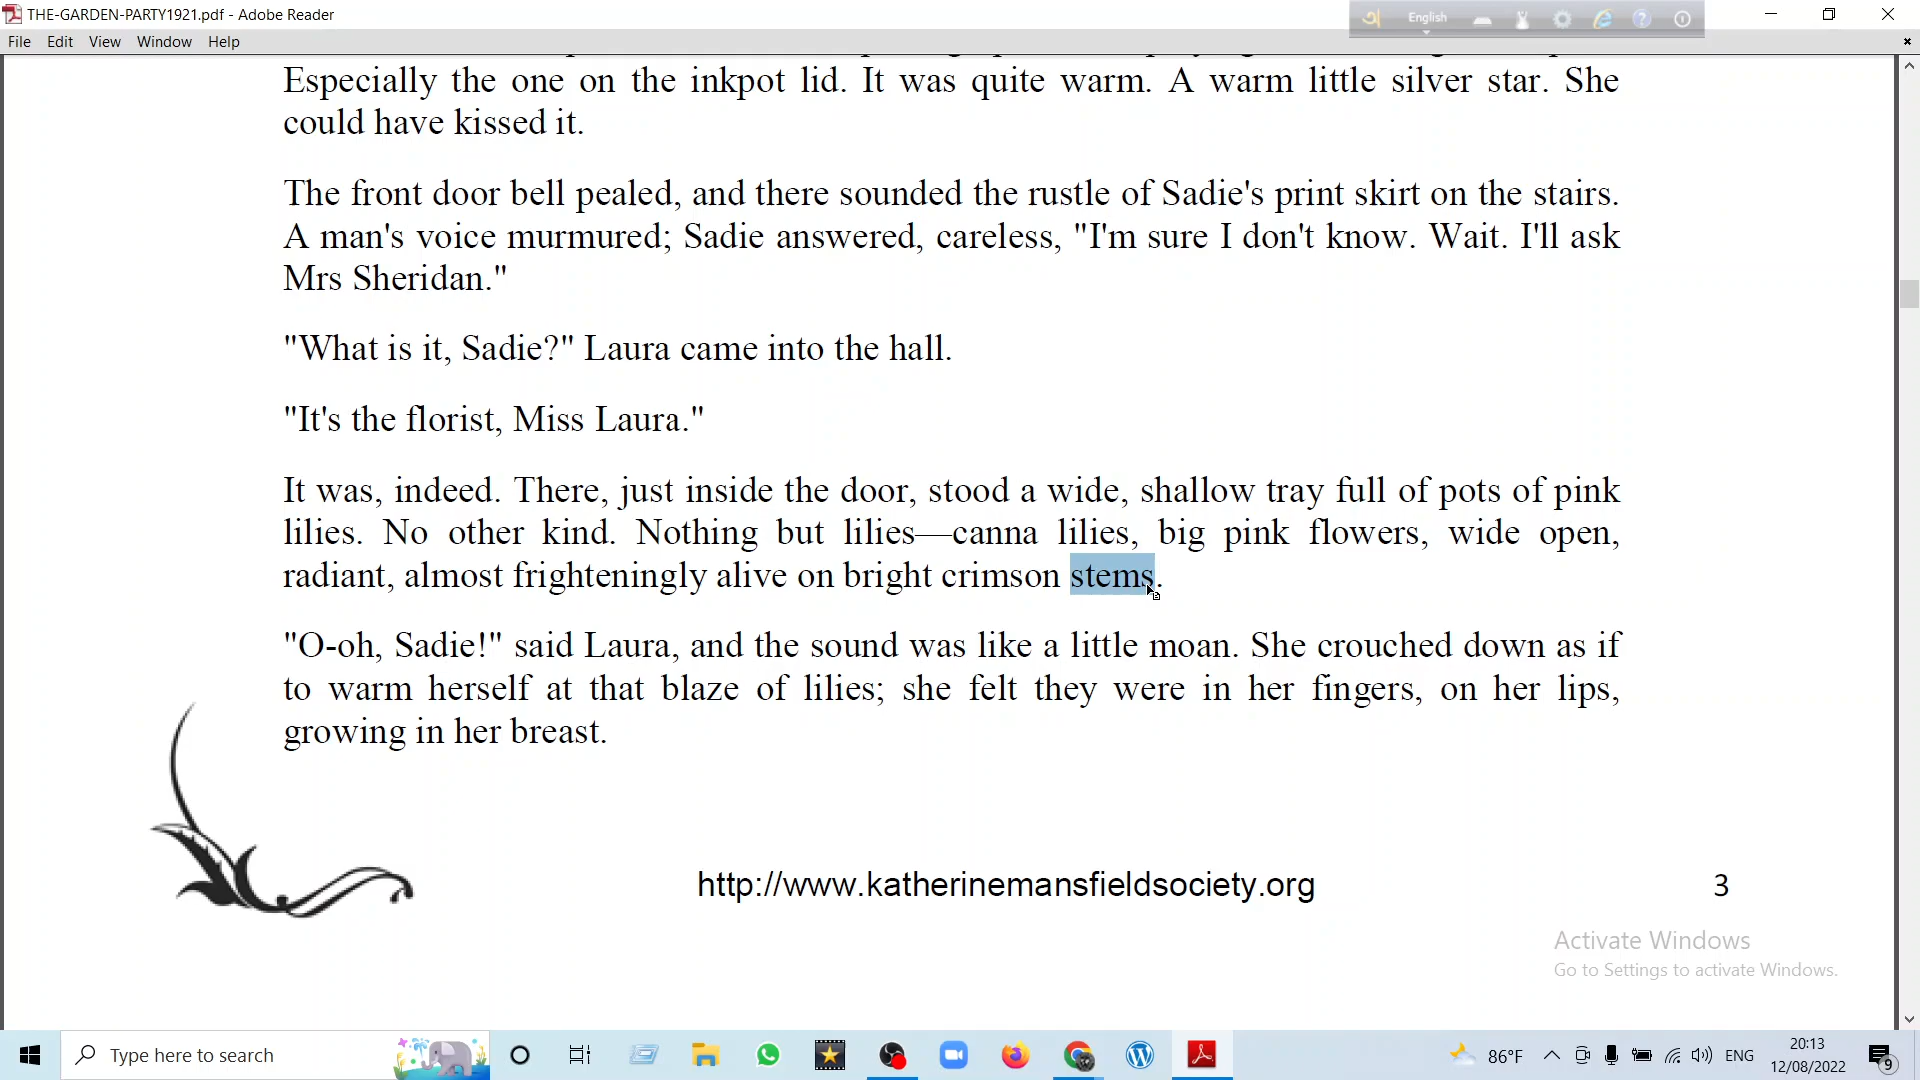 THE-GARDEN-PARTY1921.pdf - Adobe Reader
English
File Edit View Window Help
Especially the one on the inkpot lid. It was quite warm. A warm little silver star. She
could have kissed it.
The front door bell pealed, and there sounded the rustle of Sadie's print skirt on the stairs.
A man's voice murmured; Sadie answered, careless, "I'm sure I don't know. Wait. I'll ask
Mrs Sheridan."
"What is it, Sadie?" Laura came into the hall.
"It's the florist, Miss Laura."
It was, indeed. There, just inside the door, stood a wide, shallow tray full of pots of pink
lilies. No other kind. Nothing but lilies—canna lilies, big pink flowers, wide open,
radiant, almost frighteningly alive on bright crimson stems.
"O-oh, Sadie!" said Laura, and the sound was like a little moan. She crouched down as if
to warm herself at that blaze of lilies; she felt they were in her fingers, on her lips,
growing in her breast.
http://www.katherinemansfieldsociety.org 3
Activate Windows
Go to Settings to activate Windows.
Type here to search
86°F
ENG
20:13
12/08/2022
9